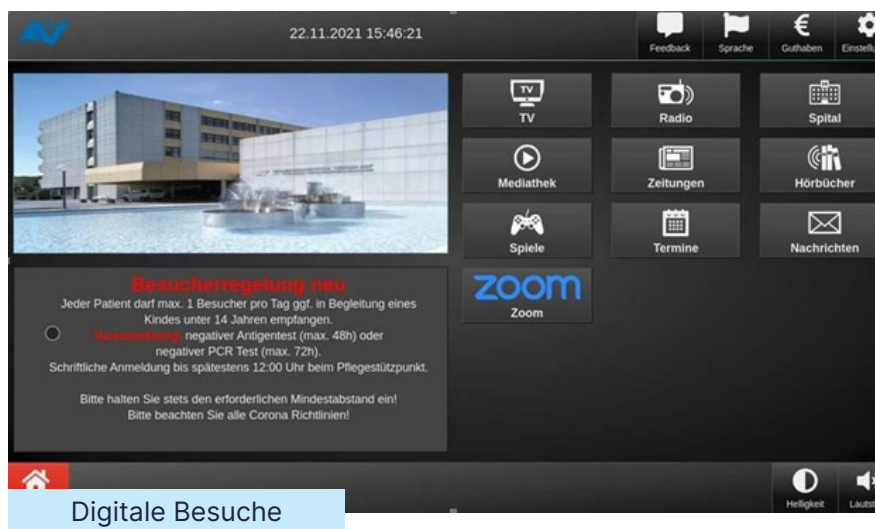 22.11.2021 15:46:21
Feedback
Sprache
Guthaben
Einstellu
TV
TV
Radio
Spital
Mediathek
Zeitungen
Hörbücher
Spiele
Termine
Nachrichten
zoom
Zoom
Besucherregelung neu
Jeder Patient darf max. 1 Besucher pro Tag ggf. in Begleitung eines
Kindes unter 14 Jahren empfangen.
negativer Antigentest (max. 48h) oder
negativer PCR Test (max. 72h).
Schriftliche Anmeldung bis spätestens 12:00 Uhr beim Pflegestützpunkt.
Bitte halten Sie stets den erforderlichen Mindestabstand ein!
Bitte beachten Sie alle Corona Richtlinien!
Helligkeit
Lautst
Digitale Besuche